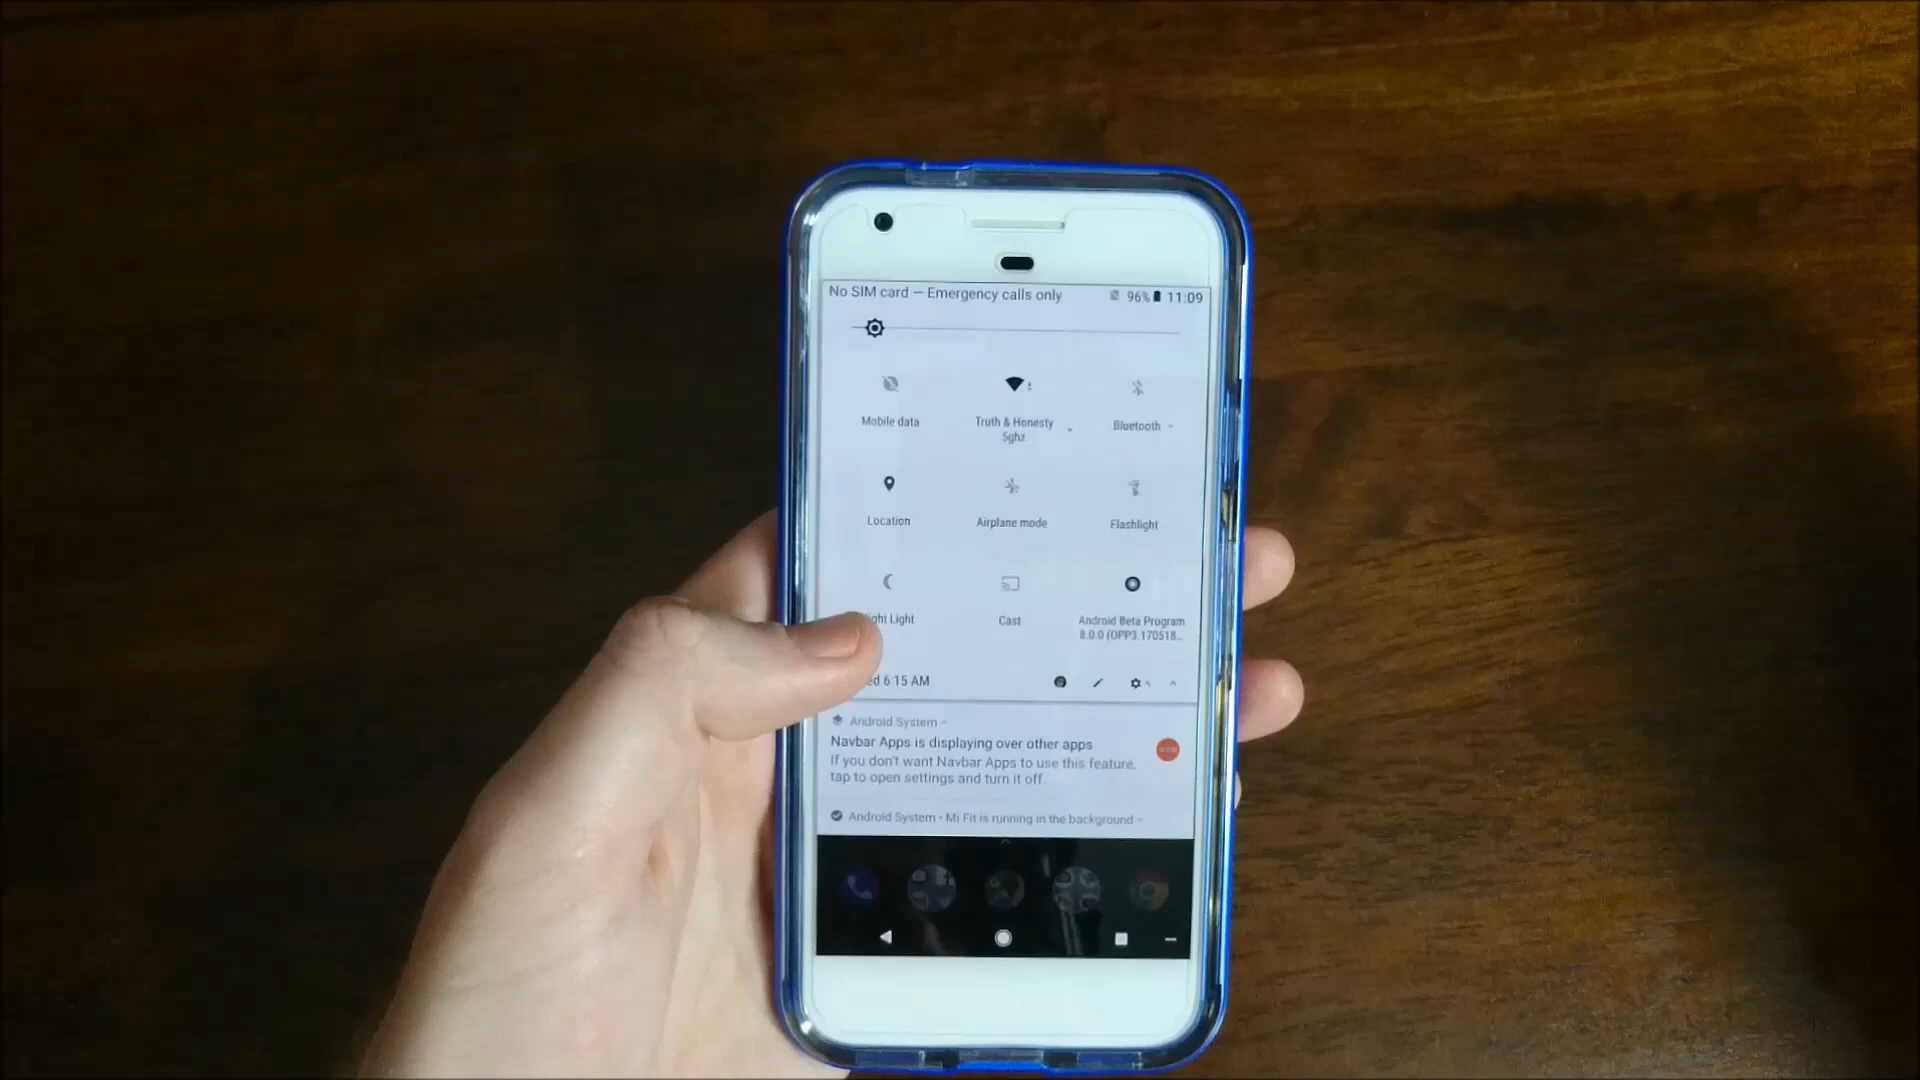 No SIM card — Emergency calls only 96% 11:09
Mobile data
Truth & Honesty
5ghz
Bluetooth
Location
Airplane mode
Flashlight
Light
Cast
Android Beta Program
8.0.0 (OPP3.170518...
6:15 AM
Android System
Navbar Apps is displaying over other apps
If you don't want Navbar Apps to use this feature,
tap to open settings and turn it off.
Android System • Mi Fit is running in the background